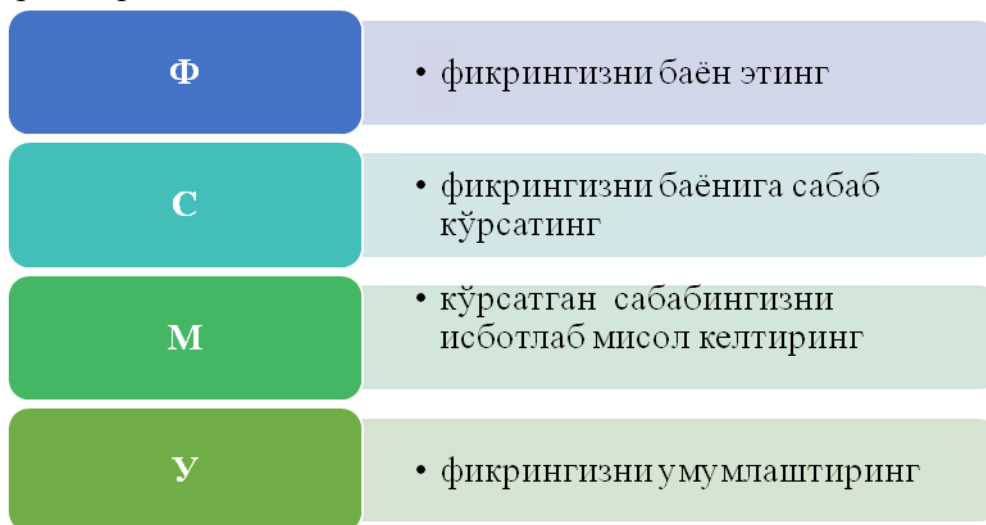 Ф
• фикрингизни баён этинг
С
• фикрингизни баёнига сабаб
кўрсатинг
М
• кўрсатган сабабингизни
исботлаб мисол келтиринг
У
• фикрингизни умумлаштиринг